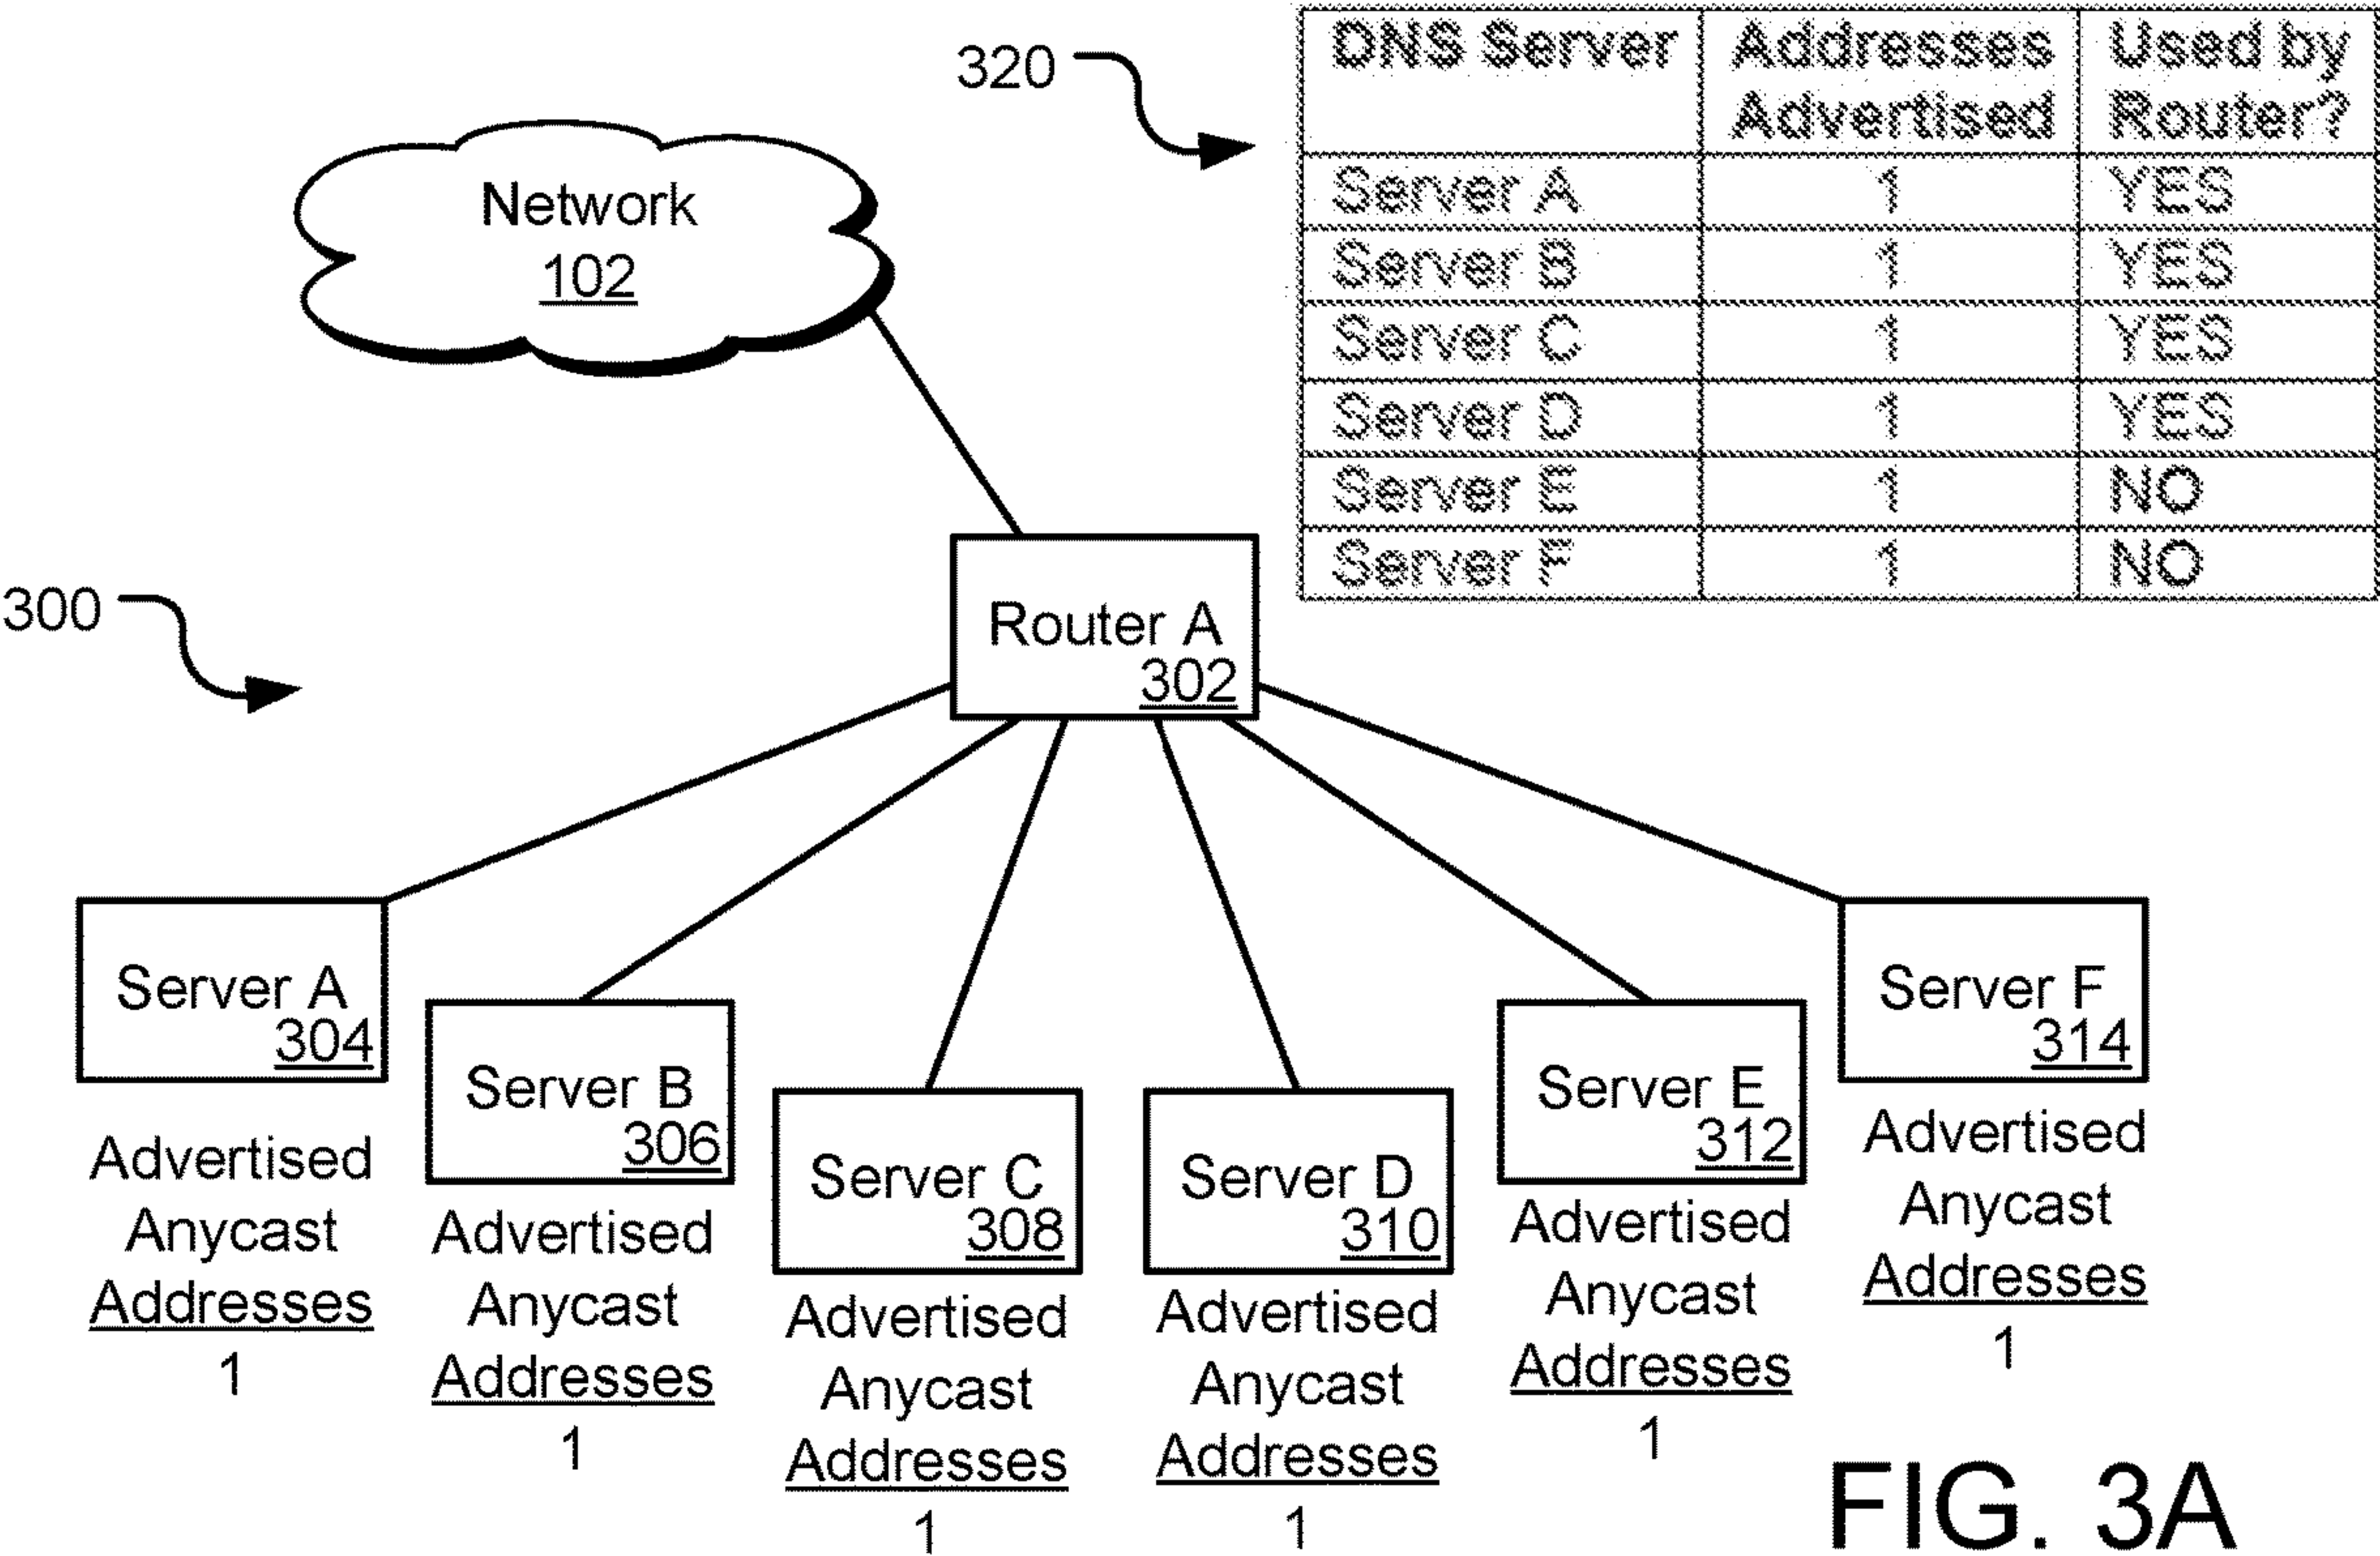 320
DNS Server Addresses Advertised Used by Router?
Server A 1 YES
Server B 1 YES
Server C 1 YES
Server D 1 YES
Server E 1 NO
Server F 1 NO
Network
102
300
Router A
302
Server A
304
Advertised
Anycast
Addresses
1
Server B
306
Advertised
Anycast
Addresses
1
Server C
308
Advertised
Anycast
Addresses
1
Server D
310
Advertised
Anycast
Addresses
1
Server E
312
Advertised
Anycast
Addresses
1
Server F
314
Advertised
Anycast
Addresses
1
FIG. 3A